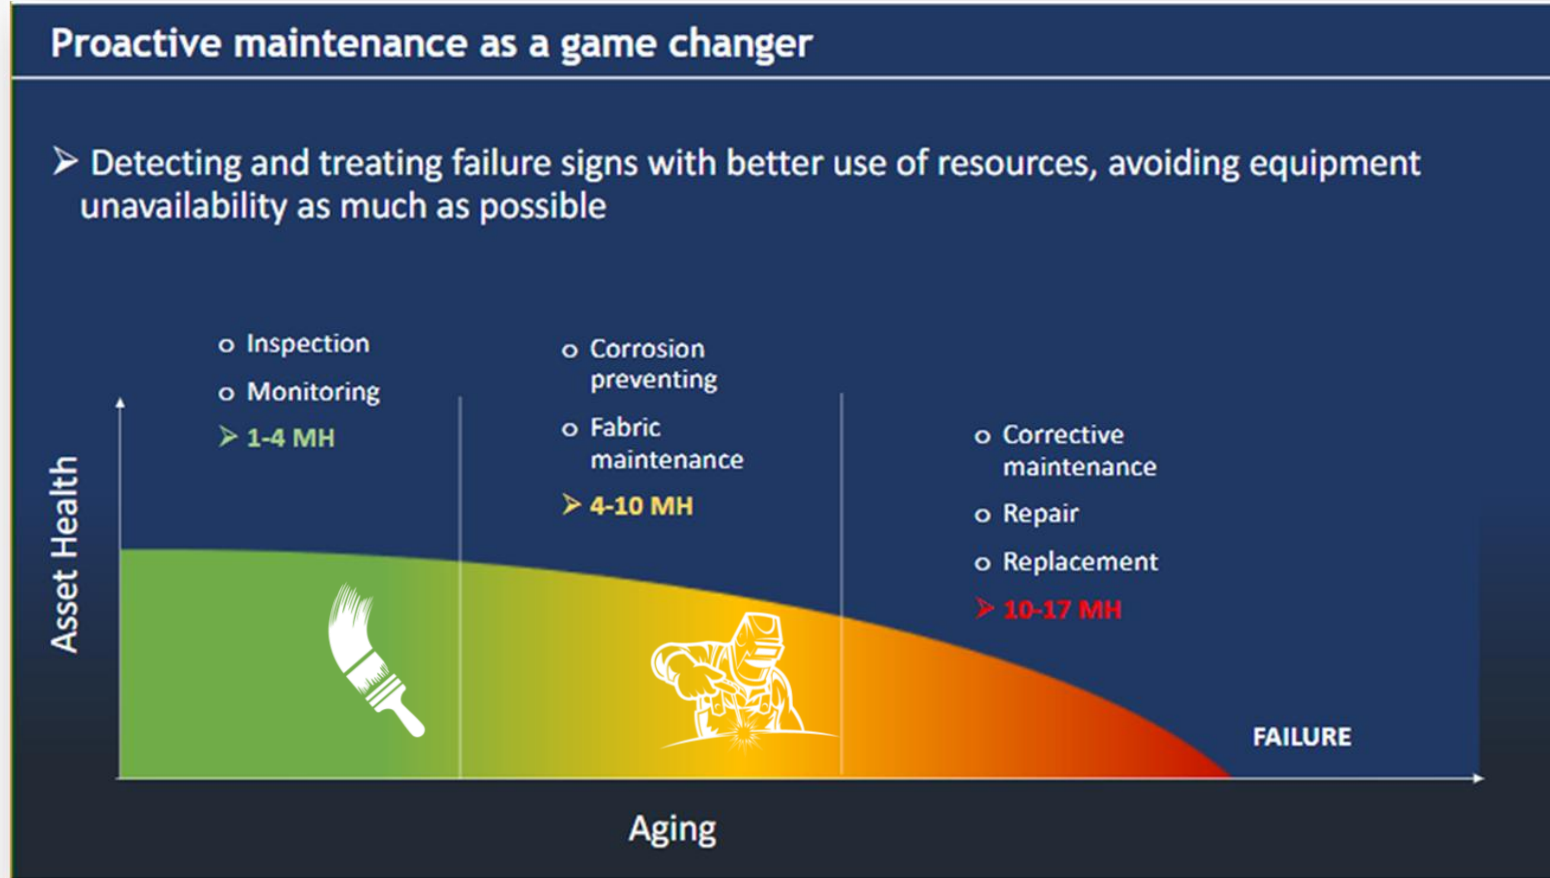 Proactive maintenance as a game changer
➢ Detecting and treating failure signs with better use of resources, avoiding equipment
unavailability as much as possible
o Inspection
o Monitoring
➢ 1-4 MH
o Corrosion
preventing
o Fabric
maintenance
➢ 4-10 MH
o Corrective
maintenance
o Repair
o Replacement
➢ 10-17 MH
Asset Health
FAILURE
Aging